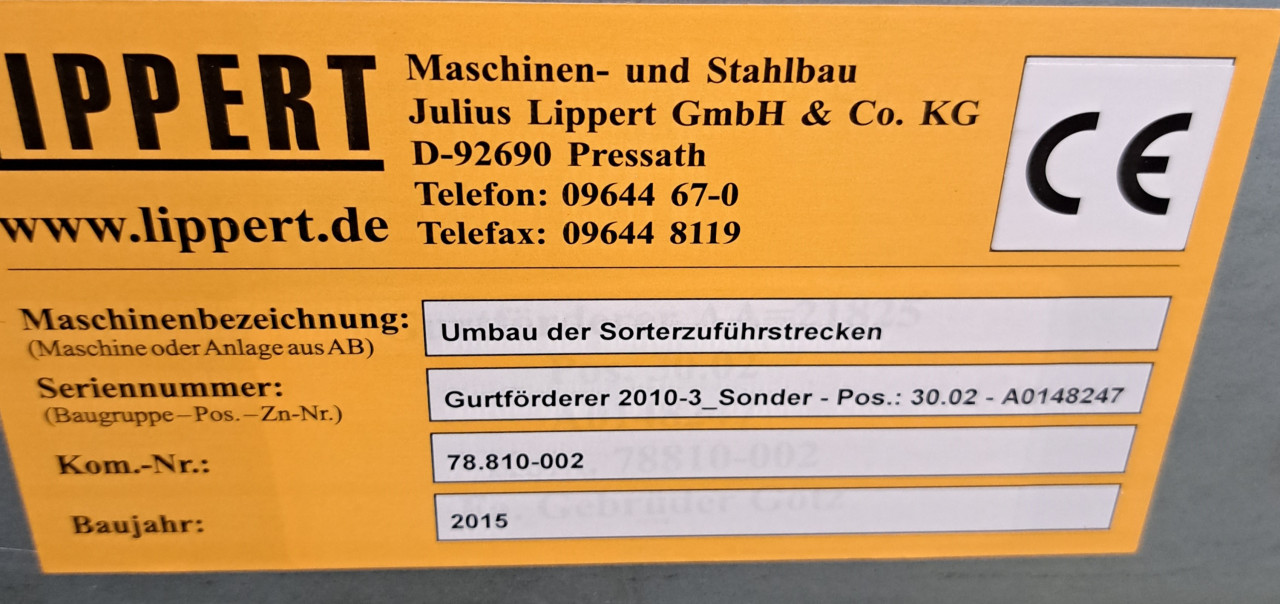 IPPERT
www.lippert.de
Maschinen- und Stahlbau
Julius Lippert GmbH & Co. KG
D-92690 Pressath
Telefon: 09644 67-0
Telefax: 09644 8119
CE
Maschinenbezeichnung: Umbau der Sorterzuführstrecken
(Maschine oder Anlage aus AB)
Seriennummer: Gurtförderer 2010-3_Sonder - Pos.: 30.02 - A0148247
(Baugruppe–Pos.–Zn-Nr.)
Kom.-Nr.: 78.810-002
Baujahr: 2015